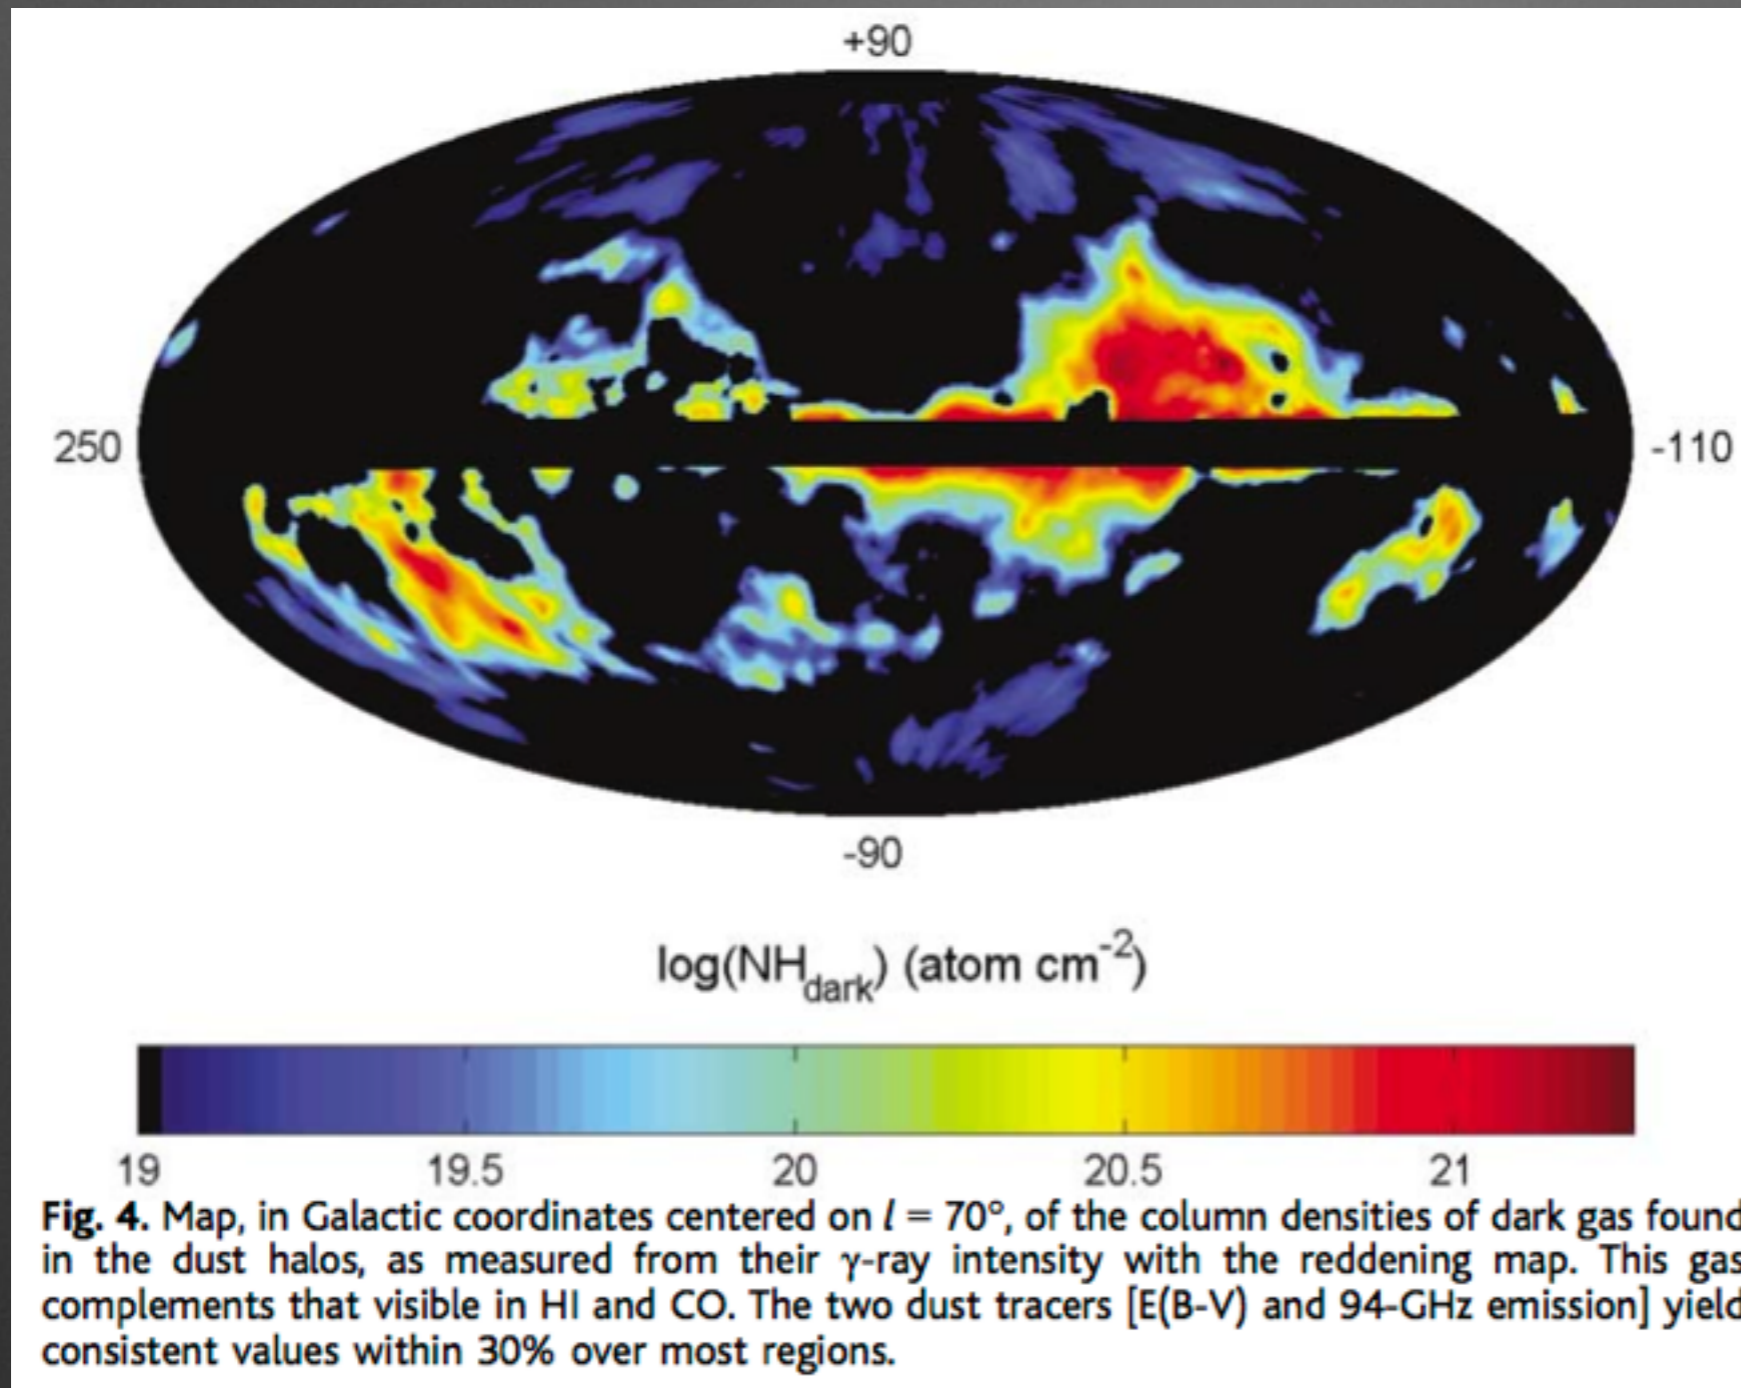 +90
250
-110
-90
log(NH_dark) (atom cm^-2)
19 19.5 20 20.5 21
Fig. 4. Map, in Galactic coordinates centered on l = 70°, of the column densities of dark gas found
in the dust halos, as measured from their γ-ray intensity with the reddening map. This gas
complements that visible in HI and CO. The two dust tracers [E(B-V) and 94-GHz emission] yield
consistent values within 30% over most regions.